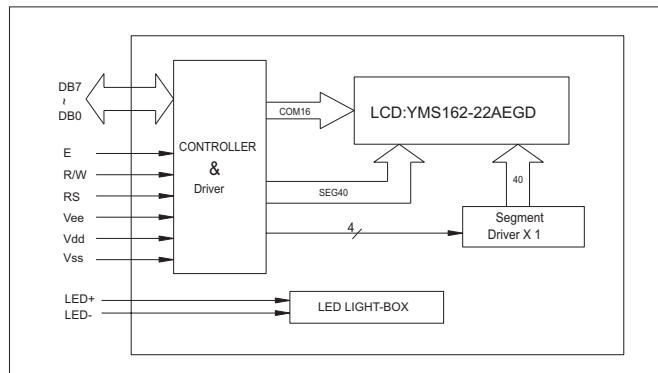 DB7
~
DB0
E
R/W
RS
Vee
Vdd
Vss
LED+
LED-
CONTROLLER
&
Driver
COM16
SEG40
4
LCD:YMS162-22AEGD
40
Segment
Driver X 1
LED LIGHT-BOX